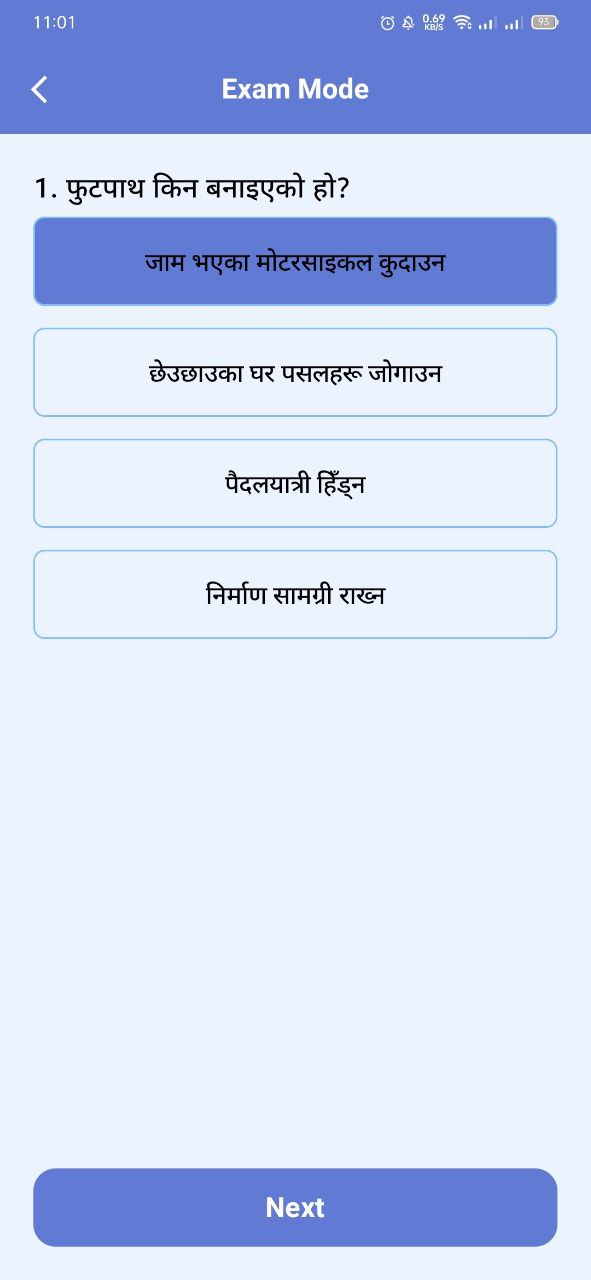 11:01
0.69
KB/S
93
Exam Mode
1. फुटपाथ किन बनाइएको हो?
जाम भएका मोटरसाइकल कुदाउन
छेउछाउका घर पसलहरू जोगाउन
पैदलयात्री हिँड्न
निर्माण सामग्री राख्न
Next